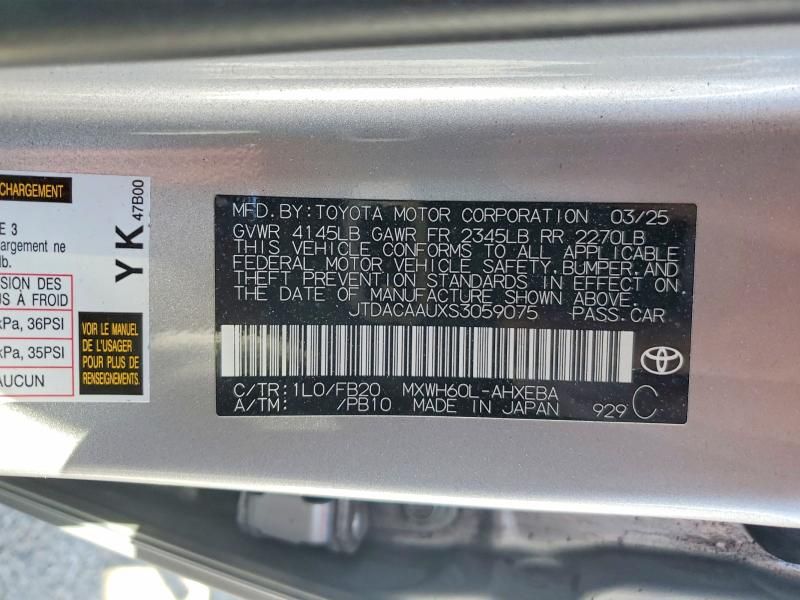 CHARGEMENT
E 3
argement ne
lb.
SION DES
S À FROID
kPa, 36PSI
kPa, 35PSI
AUCUN
YK
47B00
VOIR LE MANUEL
DE L'USAGER
POUR PLUS DE
RENSEIGNEMENTS.
MFD.BY:TOYOTA MOTOR CORPORATION 03/25
GVWR 4145LB GAWR FR 2345LB RR 2270LB
THIS VEHICLE CONFORMS TO ALL APPLICABLE
FEDERAL MOTOR VEHICLE SAFETY, BUMPER, AND
THEFT PREVENTION STANDARDS IN EFFECT ON
THE DATE OF MANUFACTURE SHOWN ABOVE.
JTDACAAUXS3059075 PASS.CAR
C/TR:1L0/FB20 MXWH60L-AHXEBA
A/TM: /PB10 MADE IN JAPAN 929 C